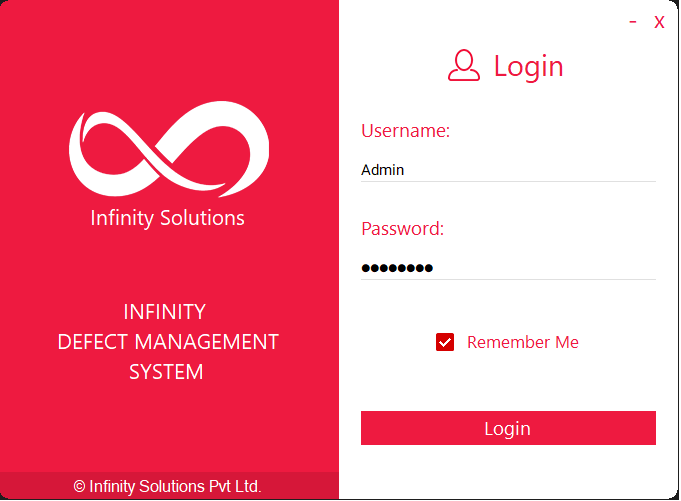 Infinity Solutions
INFINITY
DEFECT MANAGEMENT
SYSTEM
© Infinity Solutions Pvt Ltd.
- X
Login
Username:
Admin
Password:
●●●●●●●●
Remember Me
Login